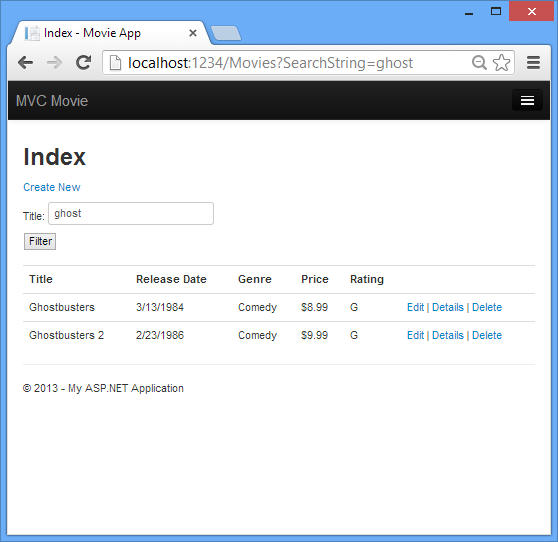 Index - Movie App
localhost:1234/Movies?SearchString=ghost
MVC Movie
Index
Create New
Title: ghost
Filter
Title Release Date Genre Price Rating
Ghostbusters 3/13/1984 Comedy $8.99 G Edit | Details | Delete
Ghostbusters 2 2/23/1986 Comedy $9.99 G Edit | Details | Delete
© 2013 - My ASP.NET Application